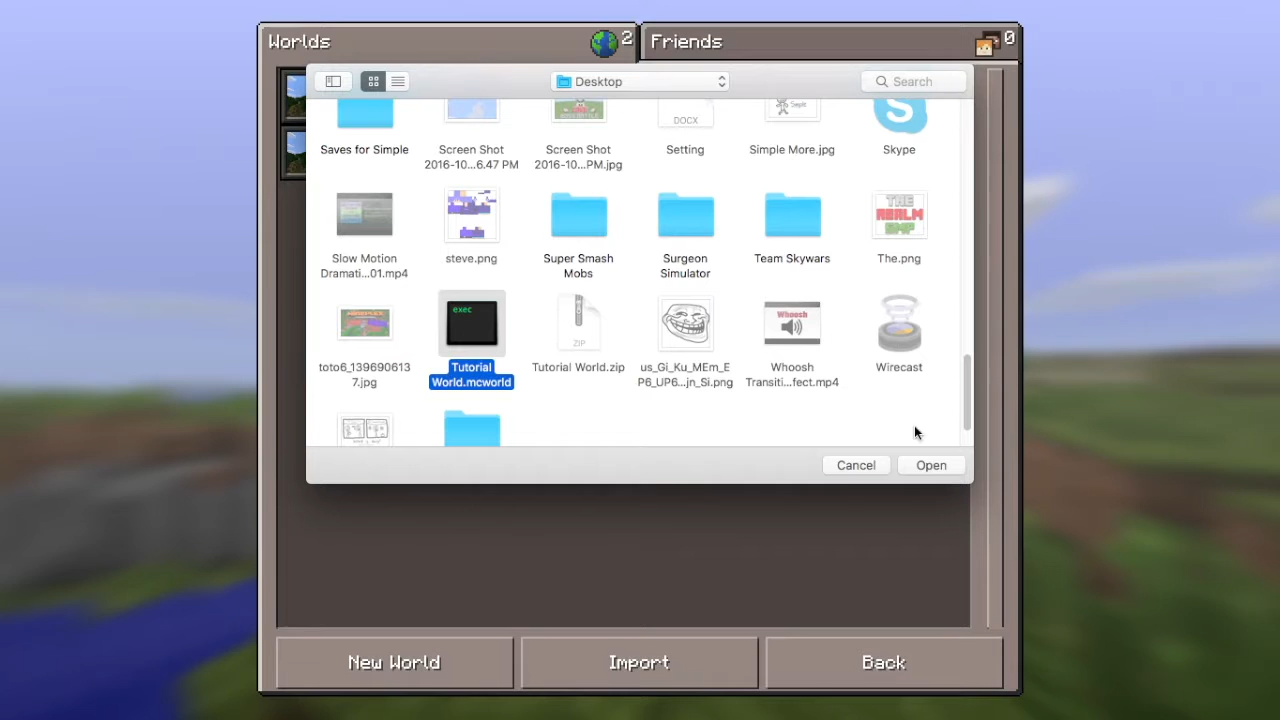 Worlds
2
Friends
0
Desktop
Search
Saves for Simple
Screen Shot
2016-10...6.47 PM
Screen Shot
2016-10...PM.jpg
DOCX
Setting
Simple
Simple More.jpg
S
Skype
Slow Motion
Dramati...01.mp4
steve.png
Super Smash
Mobs
Surgeon
Simulator
Team Skywars
THE
REALM
SMP
The.png
toto6_139690613
7.jpg
exec
Tutorial
World.mcworld
ZIP
Tutorial World.zip
us_Gi_Ku_MEm_E
P6_UP6...jn_Si.png
Whoosh
Whoosh
Transiti...fect.mp4
Wirecast
Cancel
Open
New World
Import
Back